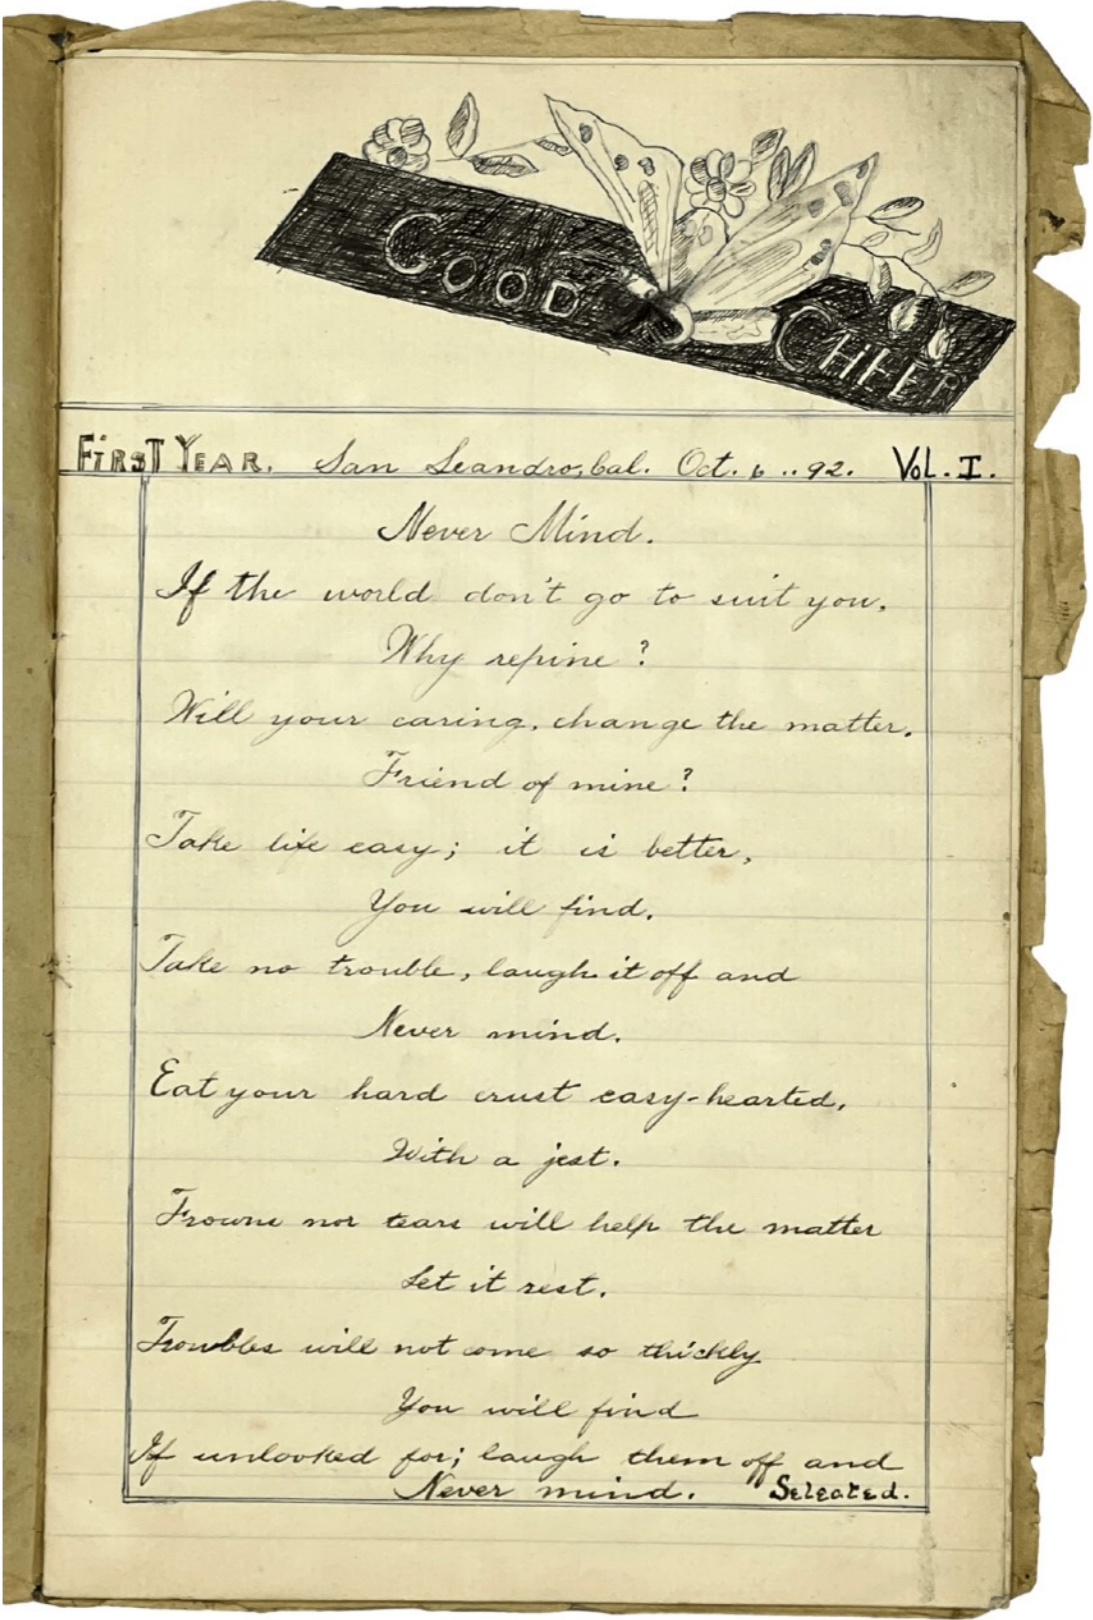 GOOD CHEER
FIRST YEAR. San Leandro, Cal. Oct. 6 .. 92. VOL. I.
Never Mind.
If the world don't go to suit you,
Why repine?
Will your caring, change the matter,
Friend of mine?
Take life easy; it is better,
You will find.
Take no trouble, laugh it off and
Never mind.
Eat your hard crust easy-hearted,
With a jest.
Frowns nor tears will help the matter
Let it rest.
Troubles will not come so thickly
You will find
If unlooked for; laugh them off and
Never mind. Selected.